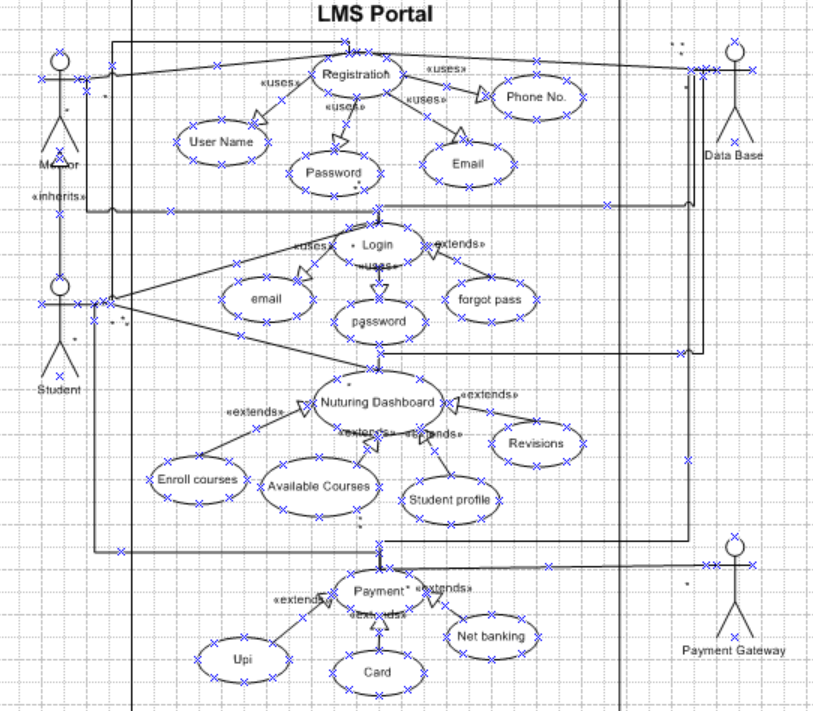 LMS Portal
Registration
«uses»
«uses»
«uses»
«uses»
Phone No.
User Name
Email
Password
Data Base
«inherits»
Login
«uses»
«extends»
«uses»
email
forgot pass
password
Student
Nuturing Dashboard
«extends»
«extends»
«extends»
«extends»
Revisions
Enroll courses
Available Courses
Student profile
Payment
«extends»
«extends»
«extends»
Net banking
Upi
Card
Payment Gateway